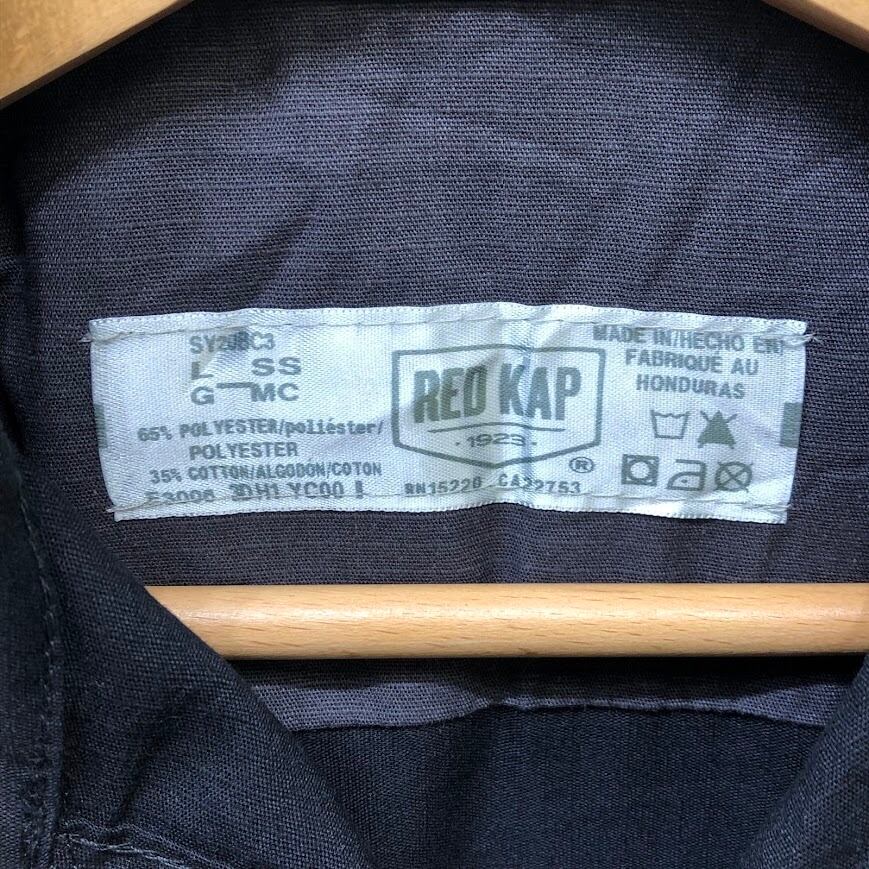 SY20BC3
L SS
G MC
65% POLYESTER/poliéster/
POLYESTER
35% COTTON/ALGODÓN/COTON
RED KAP
-1923-
®
RN15220 CA22753
MADE IN/HECHO EN/
FABRIQUÉ AU
HONDURAS